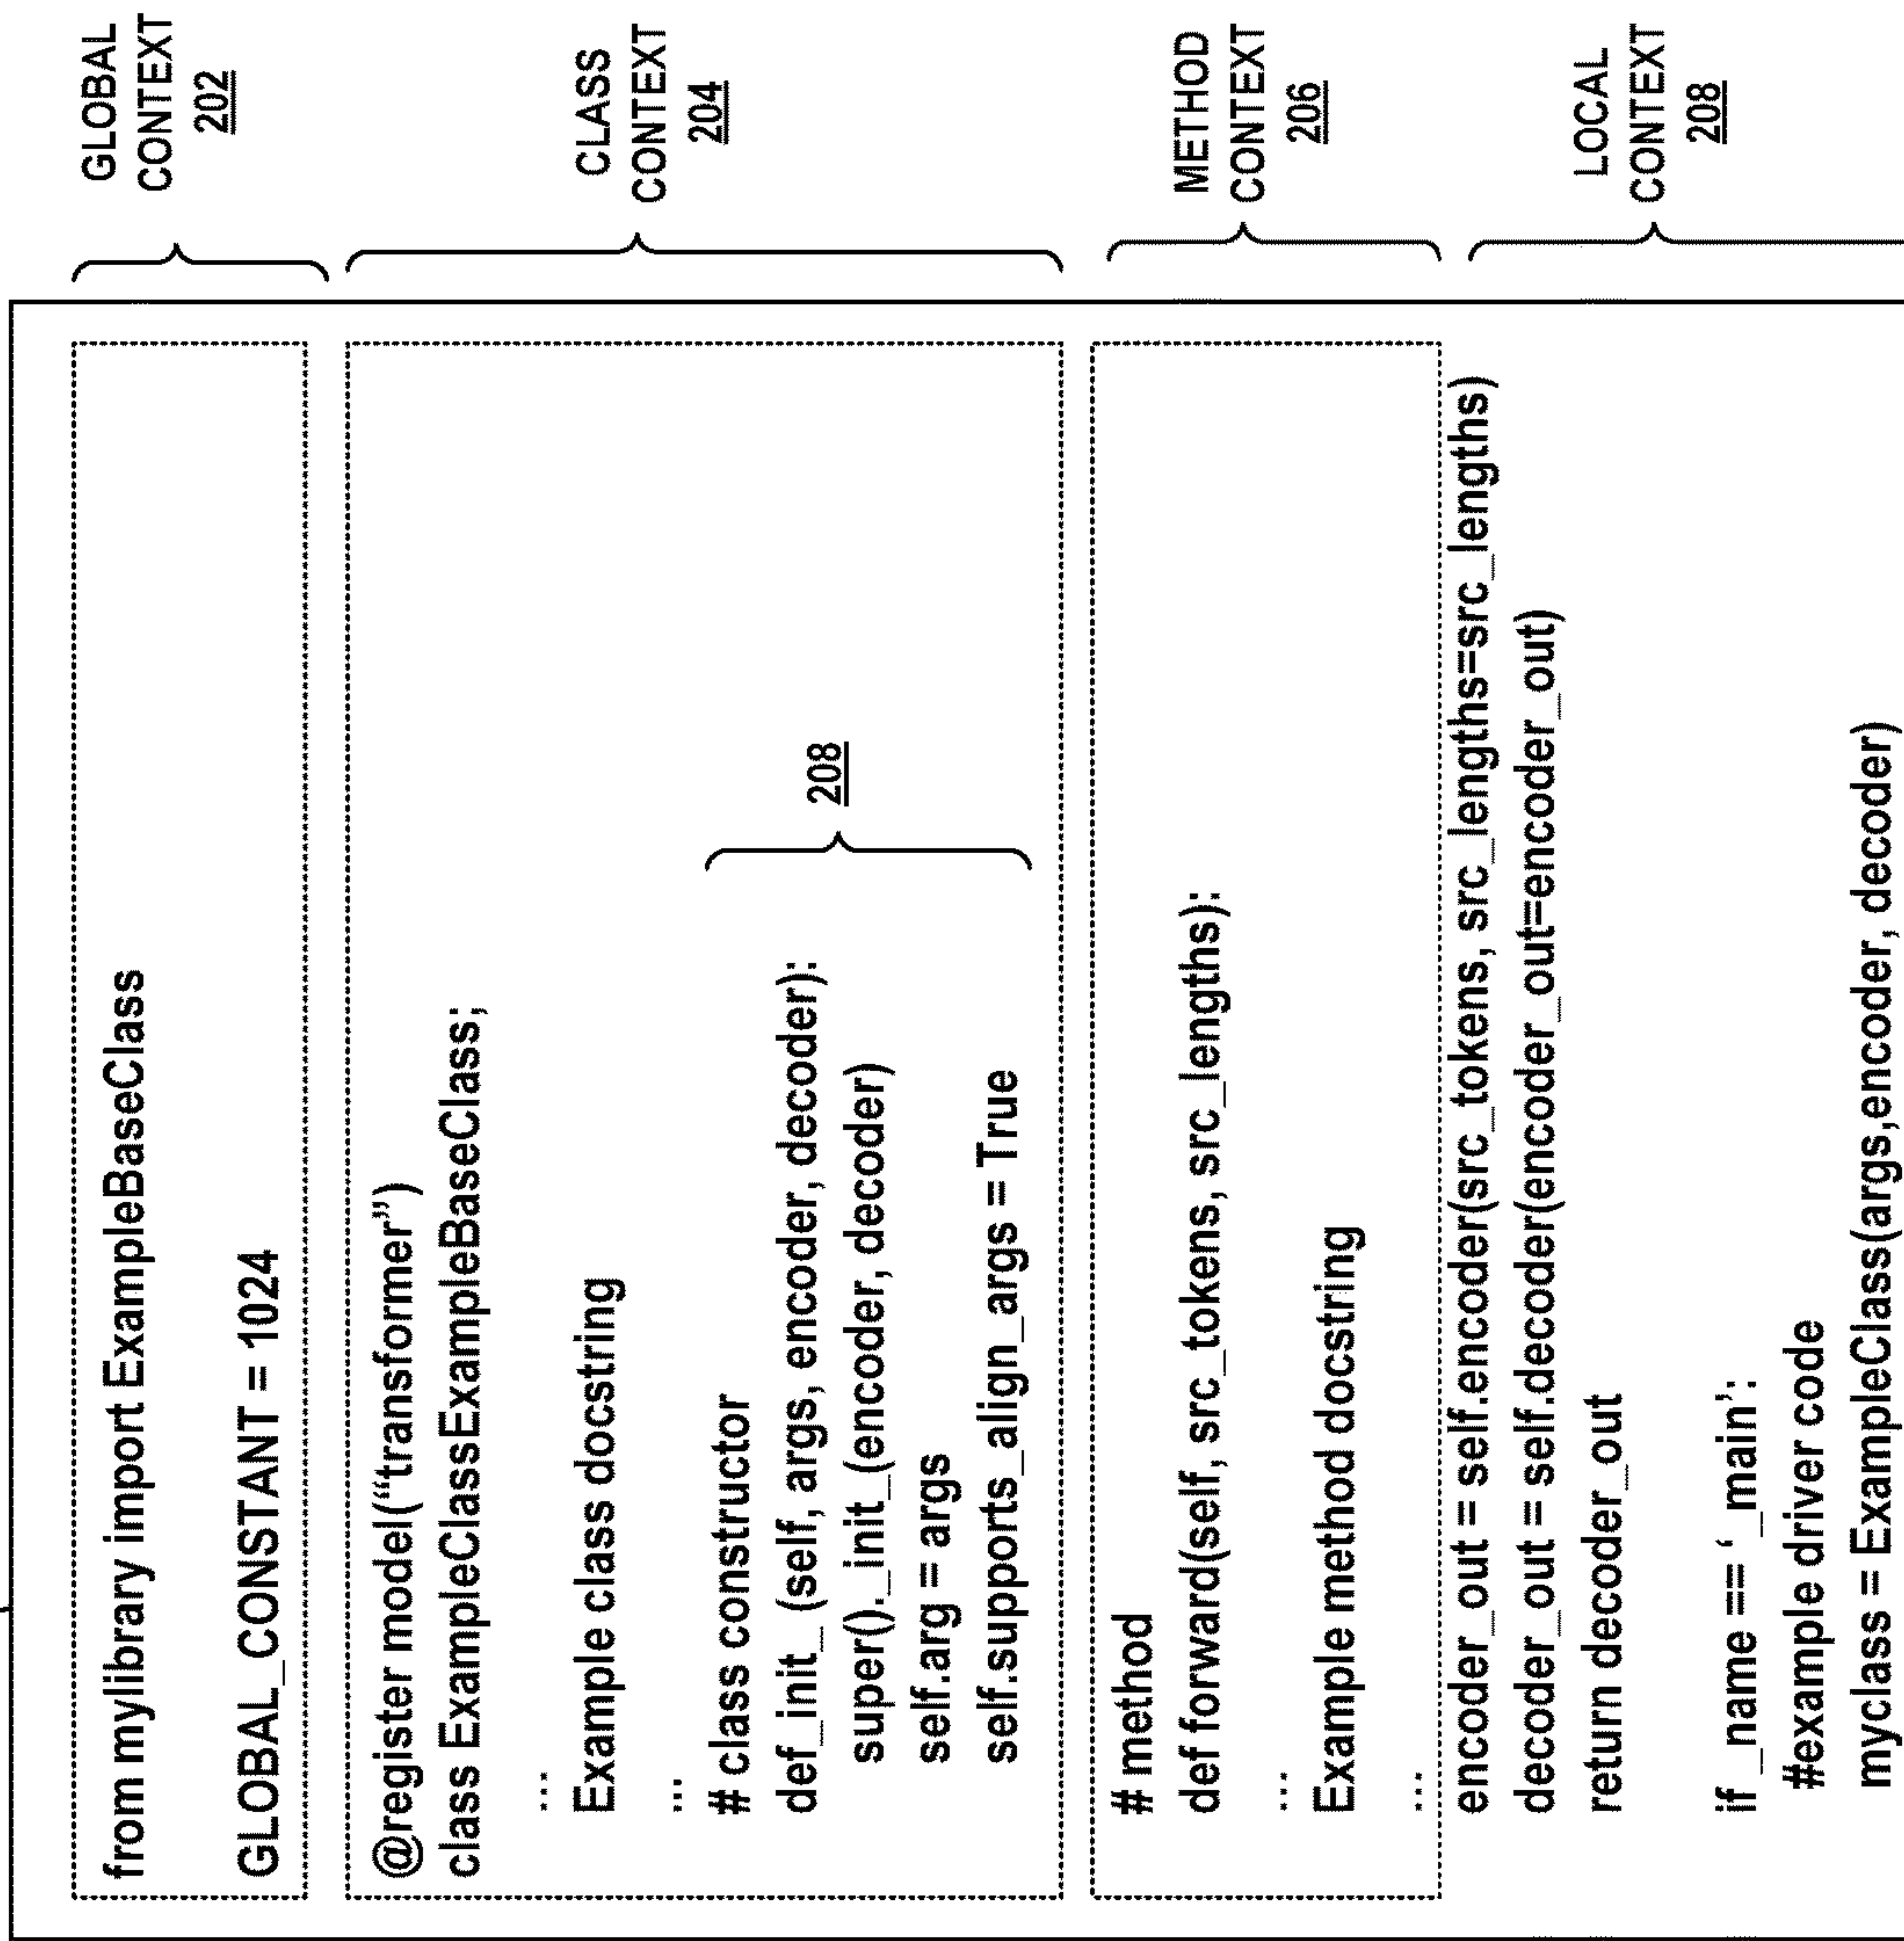 from mylibrary import ExampleBaseClass
GLOBAL_CONSTANT = 1024
GLOBAL
CONTEXT
202
@register model(“transformer”)
class ExampleClassExampleBaseClass;
...
Example class docstring
...
# class constructor
def_init_(self, args, encoder, decoder):
super()._init_(encoder, decoder)
self.arg = args
self.supports_align_args = True
208
CLASS
CONTEXT
204
# method
def forward(self, src_tokens, src_lengths):
...
Example method docstring
...
METHOD
CONTEXT
206
encoder_out = self.encoder(src_tokens, src_lengths=src_lengths)
decoder_out = self.decoder(encoder_out=encoder_out)
return decoder_out
if _name == ‘_main’:
#example driver code
myclass = ExampleClass(args,encoder, decoder)
LOCAL
CONTEXT
208